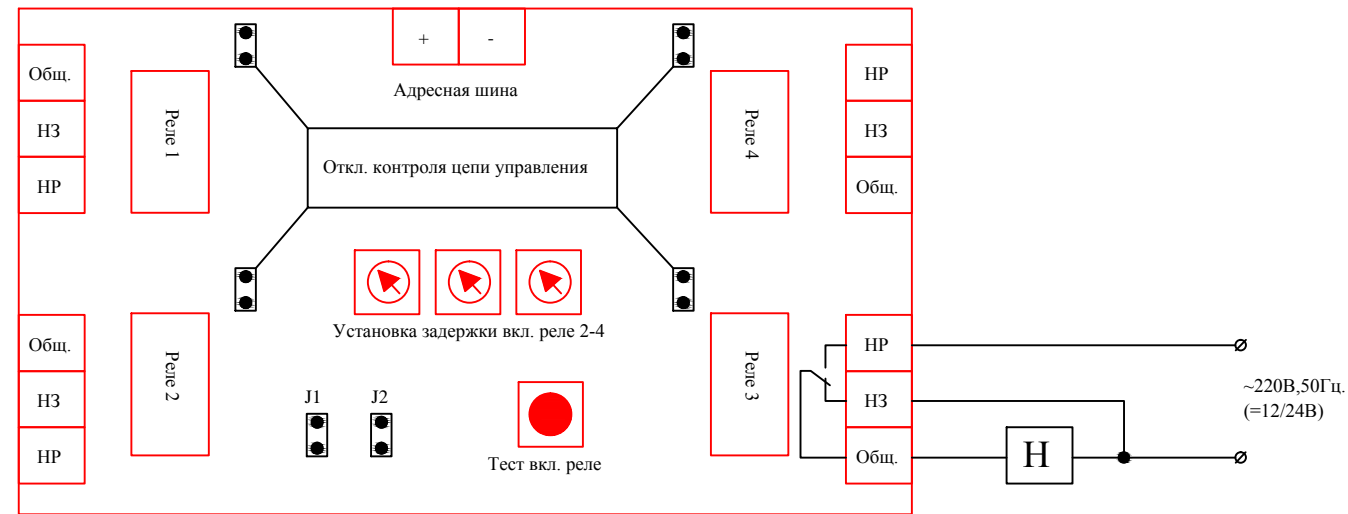 + -
Адресная шина
Общ.
НЗ
НР
Реле 1
Реле 4
НР
НЗ
Общ.
Откл. контроля цепи управления
Установка задержки вкл. реле 2-4
Общ.
НЗ
НР
Реле 2
J1 J2
Тест вкл. реле
Реле 3
НР
НЗ
Общ.
Н
~220В,50Гц.
(=12/24В)